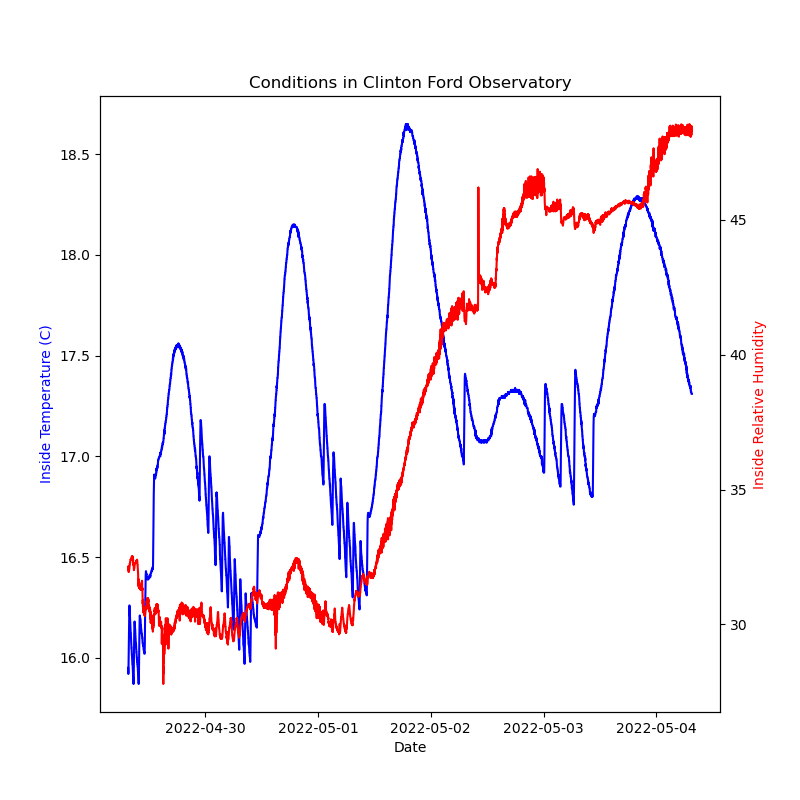 Conditions in Clinton Ford Observatory
Inside Temperature (C)
18.5
18.0
17.5
17.0
16.5
16.0
45
40
35
30
Inside Relative Humidity
2022-04-30 2022-05-01 2022-05-02 2022-05-03 2022-05-04
Date